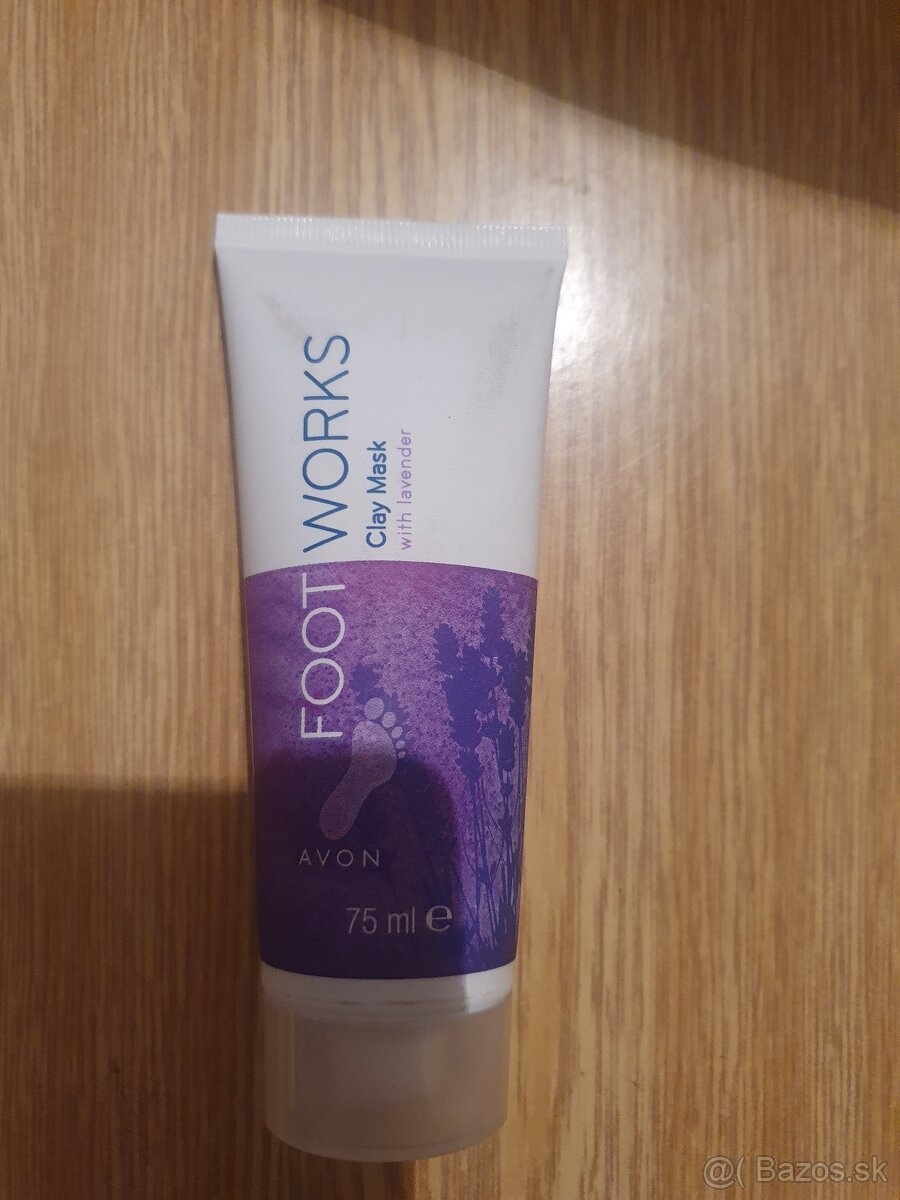 FOOT WORKS
Clay Mask
with lavender
AVON
75 ml e
@( Bazos.sk